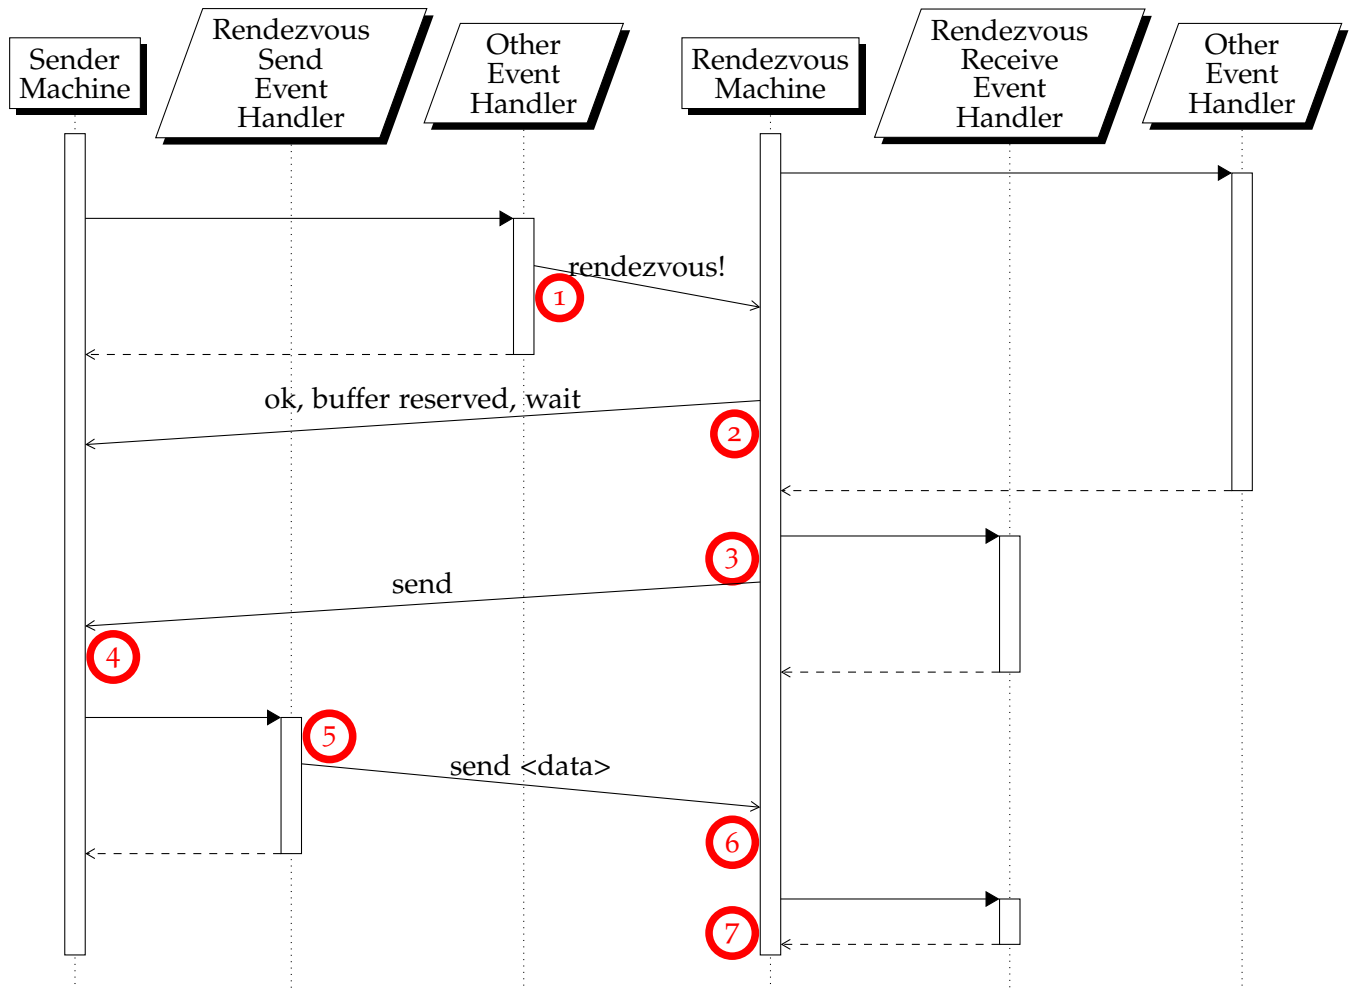 Sender
Machine
Rendezvous
Send
Event
Handler
Other
Event
Handler
Rendezvous
Machine
Rendezvous
Receive
Event
Handler
Other
Event
Handler
rendezvous!
1
ok, buffer reserved, wait
2
3
send
4
5
send <data>
6
7